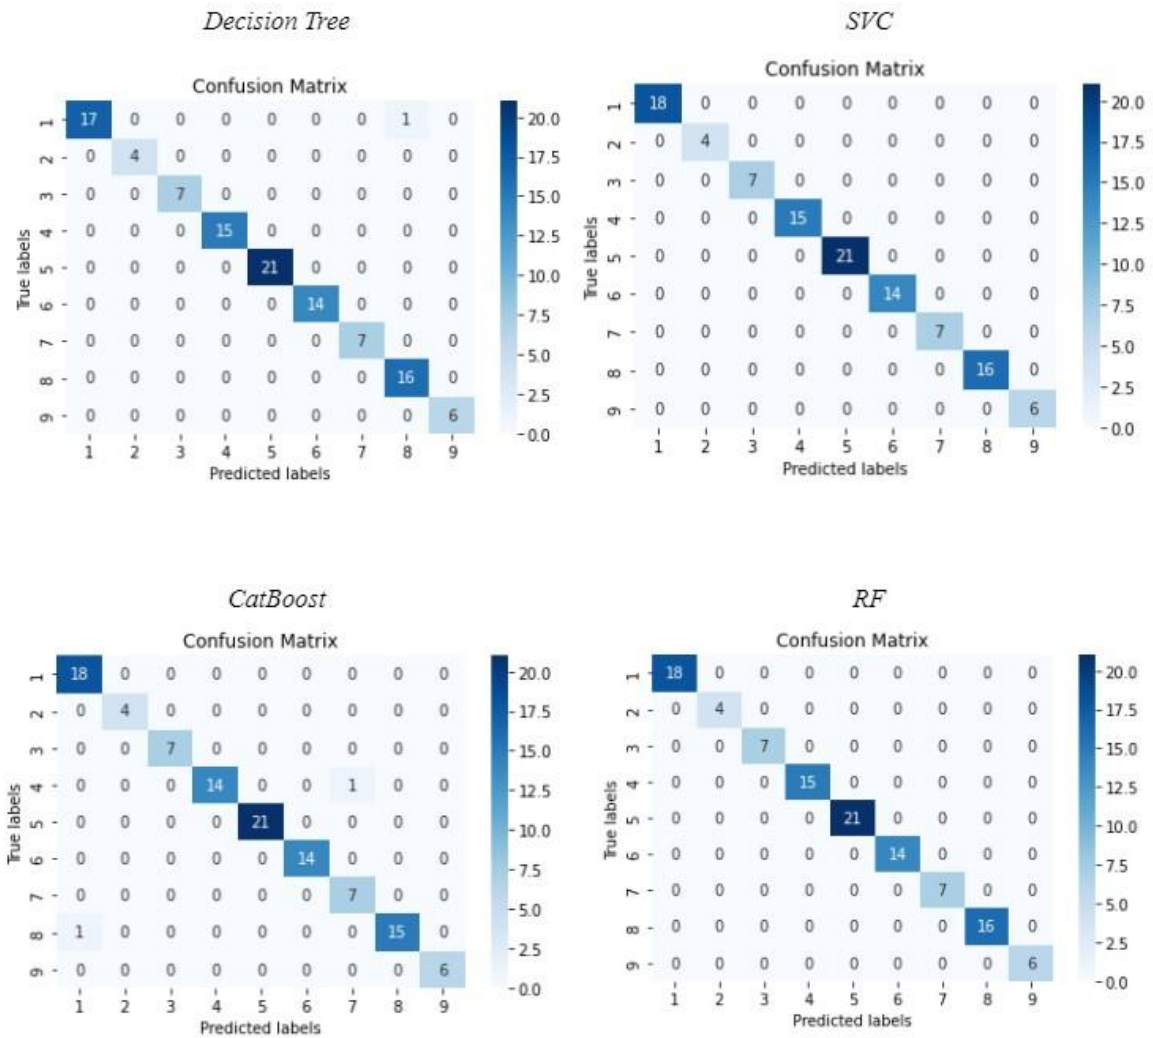 Decision Tree
Confusion Matrix
1 17 0 0 0 0 0 0 1 0
2 0 4 0 0 0 0 0 0 0
3 0 0 7 0 0 0 0 0 0
4 0 0 0 15 0 0 0 0 0
5 0 0 0 0 21 0 0 0 0
6 0 0 0 0 0 14 0 0 0
7 0 0 0 0 0 0 7 0 0
8 0 0 0 0 0 0 0 16 0
9 0 0 0 0 0 0 0 0 6
1 2 3 4 5 6 7 8 9
Predicted labels
True labels
20.0
17.5
15.0
12.5
10.0
7.5
5.0
2.5
0.0
SVC
Confusion Matrix
1 18 0 0 0 0 0 0 0 0
2 0 4 0 0 0 0 0 0 0
3 0 0 7 0 0 0 0 0 0
4 0 0 0 15 0 0 0 0 0
5 0 0 0 0 21 0 0 0 0
6 0 0 0 0 0 14 0 0 0
7 0 0 0 0 0 0 7 0 0
8 0 0 0 0 0 0 0 16 0
9 0 0 0 0 0 0 0 0 6
1 2 3 4 5 6 7 8 9
Predicted labels
True labels
20.0
17.5
15.0
12.5
10.0
7.5
5.0
2.5
0.0
CatBoost
Confusion Matrix
1 18 0 0 0 0 0 0 0 0
2 0 4 0 0 0 0 0 0 0
3 0 0 7 0 0 0 0 0 0
4 0 0 0 14 0 0 1 0 0
5 0 0 0 0 21 0 0 0 0
6 0 0 0 0 0 14 0 0 0
7 0 0 0 0 0 0 7 0 0
8 1 0 0 0 0 0 0 15 0
9 0 0 0 0 0 0 0 0 6
1 2 3 4 5 6 7 8 9
Predicted labels
True labels
20.0
17.5
15.0
12.5
10.0
7.5
5.0
2.5
0.0
RF
Confusion Matrix
1 18 0 0 0 0 0 0 0 0
2 0 4 0 0 0 0 0 0 0
3 0 0 7 0 0 0 0 0 0
4 0 0 0 15 0 0 0 0 0
5 0 0 0 0 21 0 0 0 0
6 0 0 0 0 0 14 0 0 0
7 0 0 0 0 0 0 7 0 0
8 0 0 0 0 0 0 0 16 0
9 0 0 0 0 0 0 0 0 6
1 2 3 4 5 6 7 8 9
Predicted labels
True labels
20.0
17.5
15.0
12.5
10.0
7.5
5.0
2.5
0.0